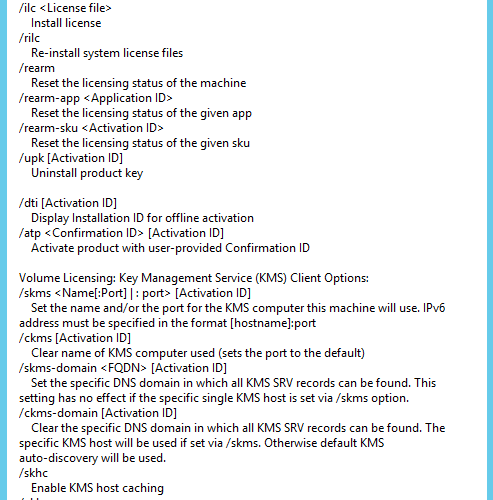 /ilc <License file>
Install license
/rilc
Re-install system license files
/rearm
Reset the licensing status of the machine
/rearm-app <Application ID>
Reset the licensing status of the given app
/rearm-sku <Activation ID>
Reset the licensing status of the given sku
/upk [Activation ID]
Uninstall product key
/dti [Activation ID]
Display Installation ID for offline activation
/atp <Confirmation ID> [Activation ID]
Activate product with user-provided Confirmation ID
Volume Licensing: Key Management Service (KMS) Client Options:
/skms <Name[:Port] | : port> [Activation ID]
Set the name and/or the port for the KMS computer this machine will use. IPv6
address must be specified in the format [hostname]:port
/ckms [Activation ID]
Clear name of KMS computer used (sets the port to the default)
/skms-domain <FQDN> [Activation ID]
Set the specific DNS domain in which all KMS SRV records can be found. This
setting has no effect if the specific single KMS host is set via /skms option.
/ckms-domain [Activation ID]
Clear the specific DNS domain in which all KMS SRV records can be found. The
specific KMS host will be used if set via /skms. Otherwise default KMS
auto-discovery will be used.
/skhc
Enable KMS host caching